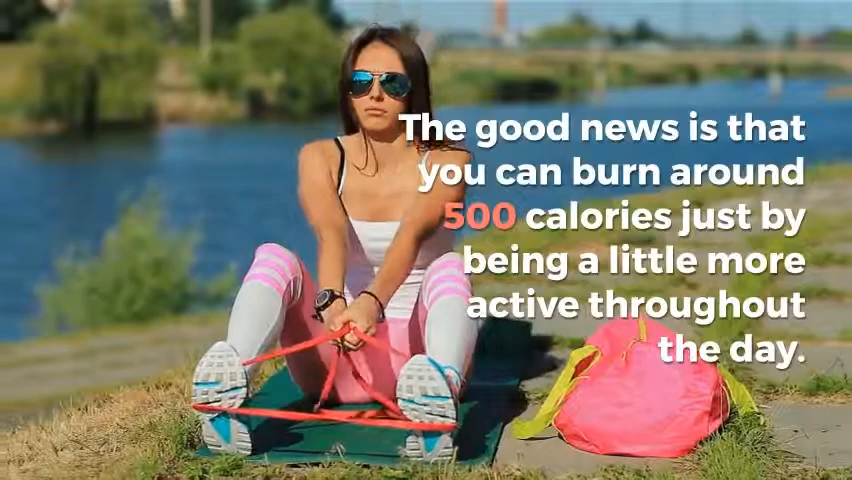 The good news is that
you can burn around
500 calories just by
being a little more
active throughout
the day.